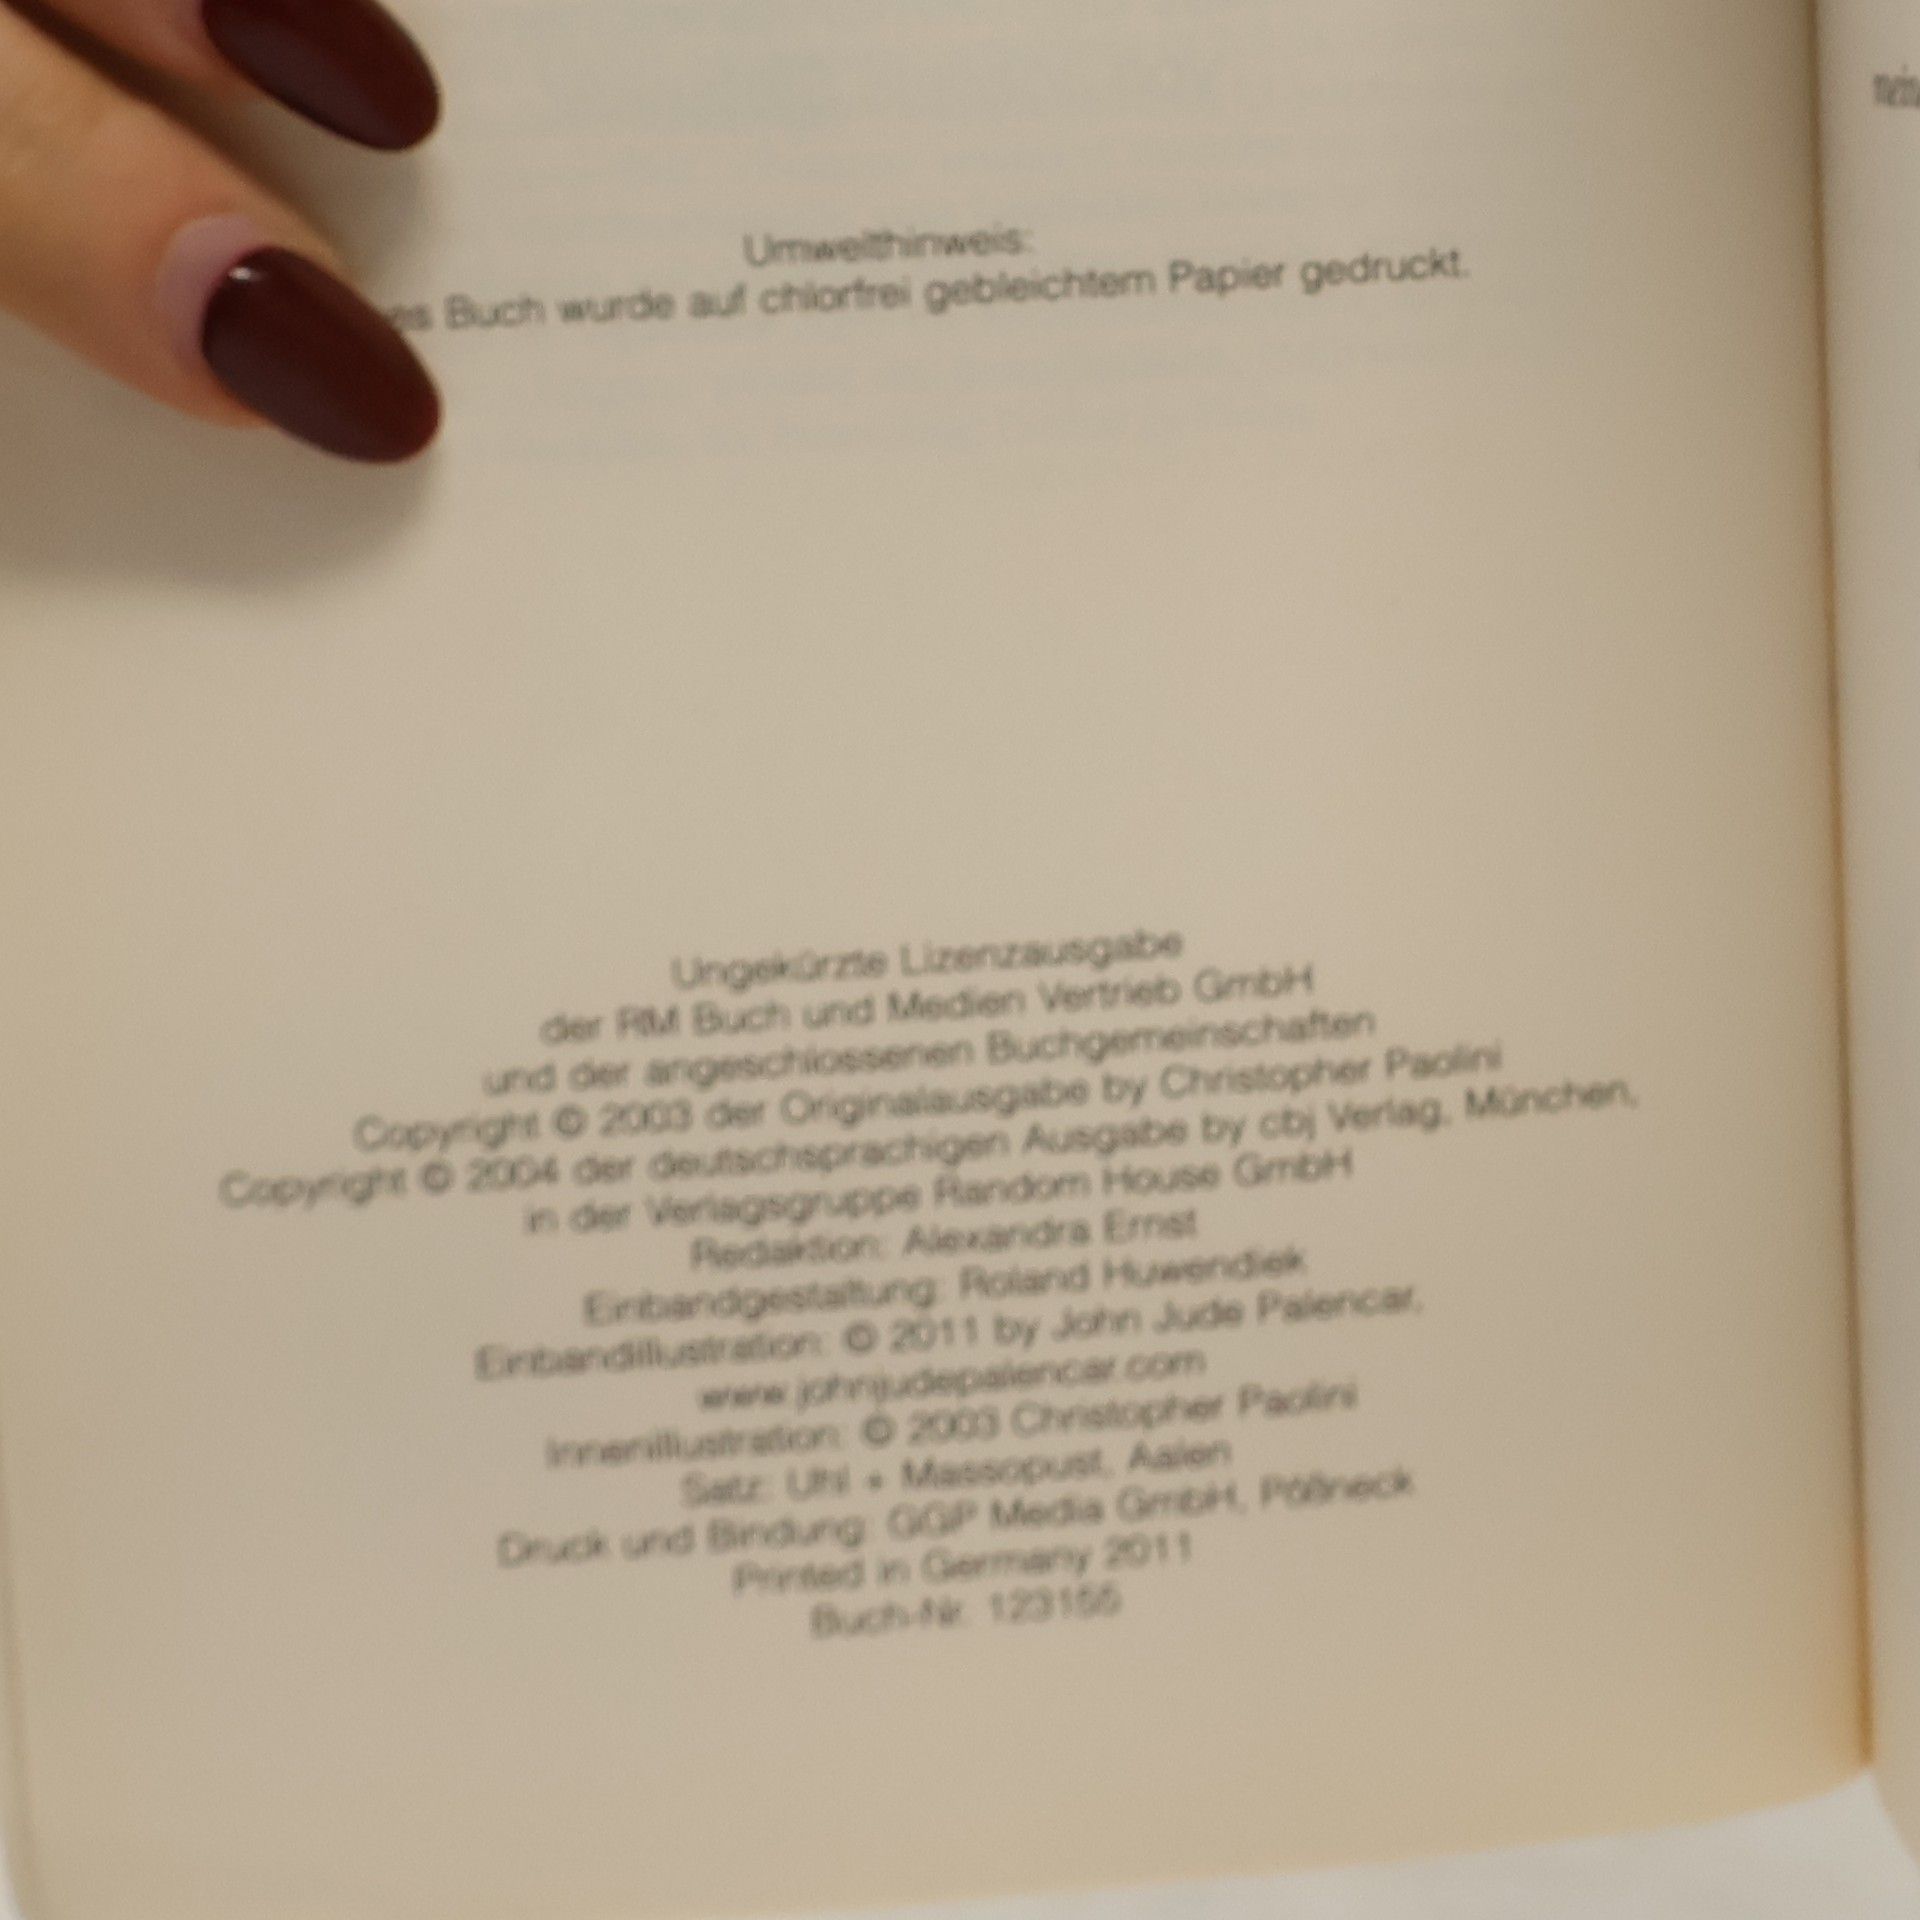 Umwelthinweis:
es Buch wurde auf chlorfrei gebleichtem Papier gedruckt.
Ungekürzte Lizenzausgabe
der RM Buch und Medien Vertrieb GmbH
und der angeschlossenen Buchgemeinschaften
Copyright © 2003 der Originalausgabe by Christopher Paolini
Copyright © 2004 der deutschsprachigen Ausgabe by cbj Verlag, München,
in der Verlagsgruppe Random House GmbH
Redaktion: Alexandra Ernst
Einbandgestaltung: Roland Huwendiek
Einbandillustration: © 2011 by John Jude Palencar,
www.johnjudepalencar.com
Innenillustration: © 2003 Christopher Paolini
Satz: Uhl + Massopust, Aalen
Druck und Bindung: GGP Media GmbH, Pößneck
Printed in Germany 2011
Buch-Nr.